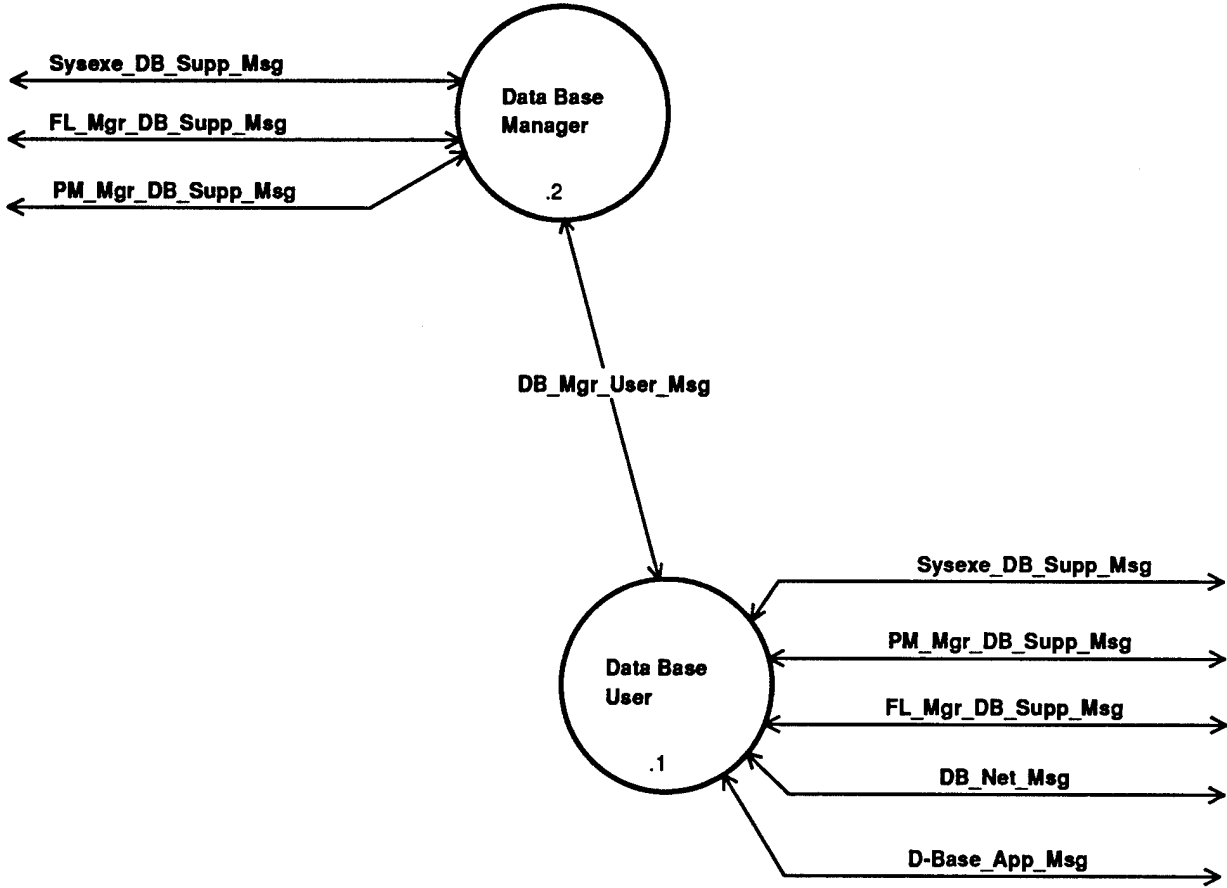 Sysexe_DB_Supp_Msg
FL_Mgr_DB_Supp_Msg
PM_Mgr_DB_Supp_Msg
Data Base
Manager
.2
DB_Mgr_User_Msg
Data Base
User
.1
Sysexe_DB_Supp_Msg
PM_Mgr_DB_Supp_Msg
FL_Mgr_DB_Supp_Msg
DB_Net_Msg
D-Base_App_Msg